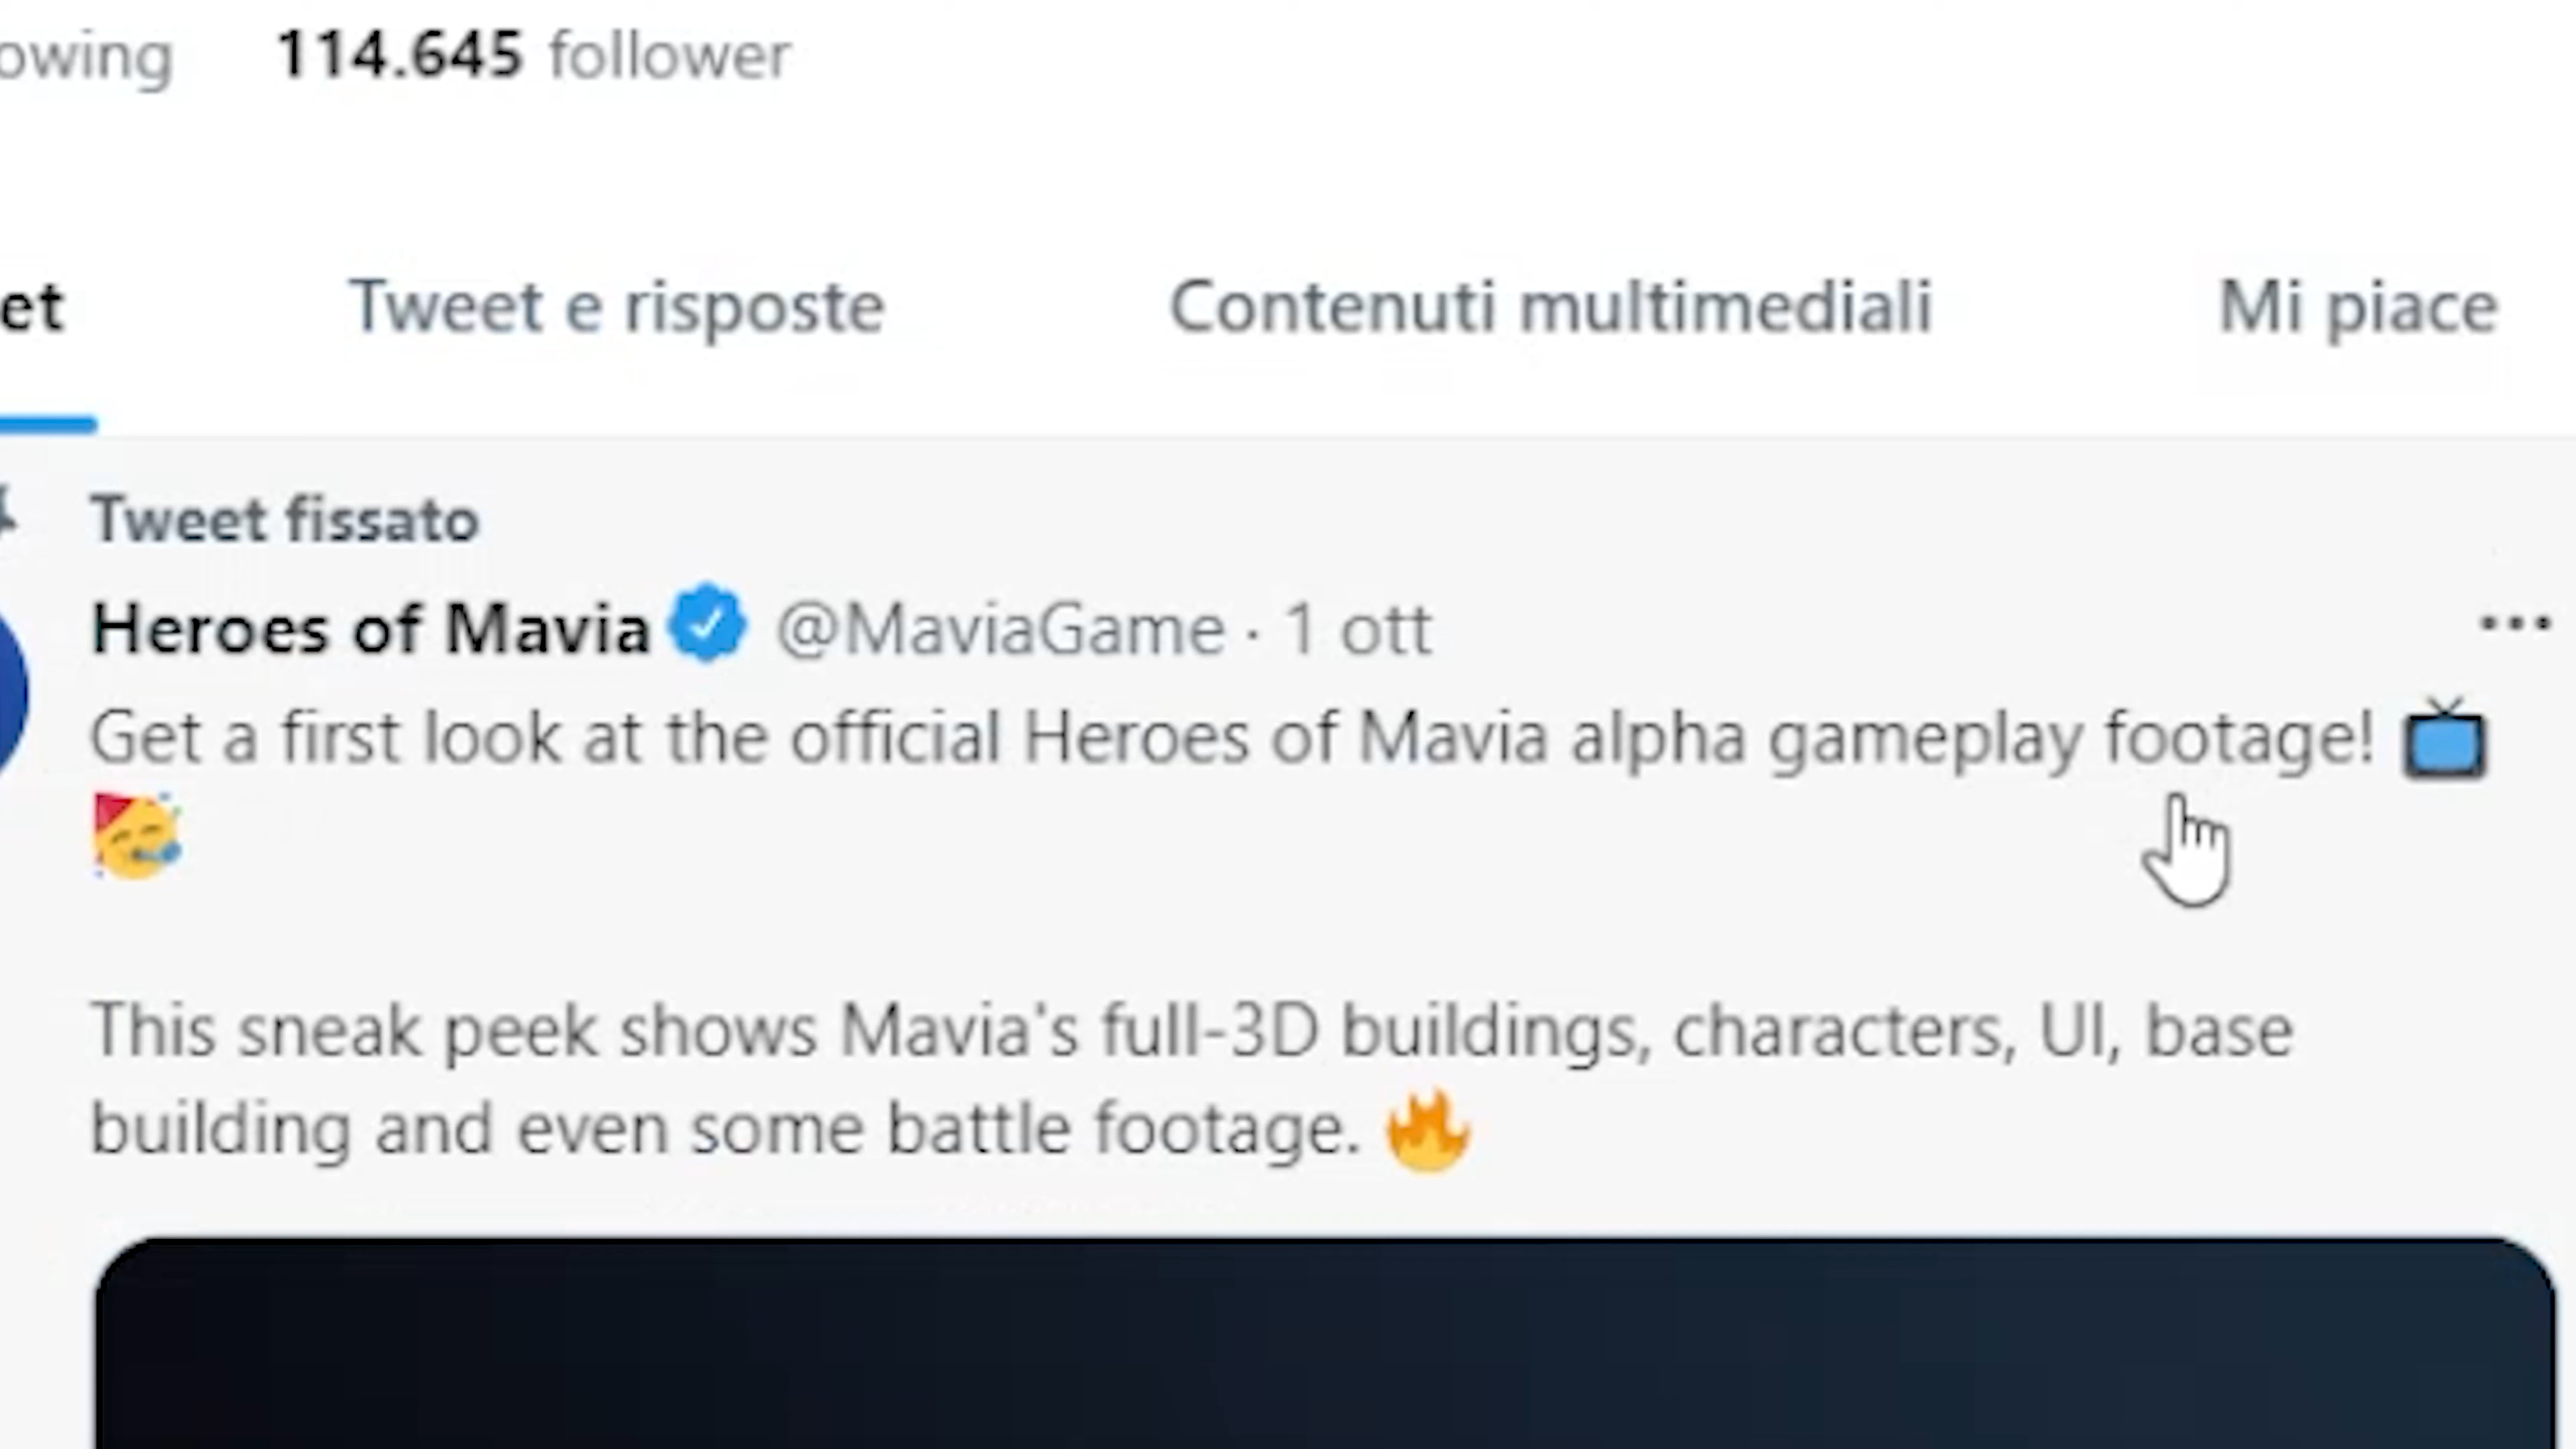 owing 114.645 follower
et Tweet e risposte Contenuti multimediali Mi piace
Tweet fissato
Heroes of Mavia @MaviaGame · 1 ott
Get a first look at the official Heroes of Mavia alpha gameplay footage! 📺
🥳
This sneak peek shows Mavia's full-3D buildings, characters, UI, base
building and even some battle footage. 🔥